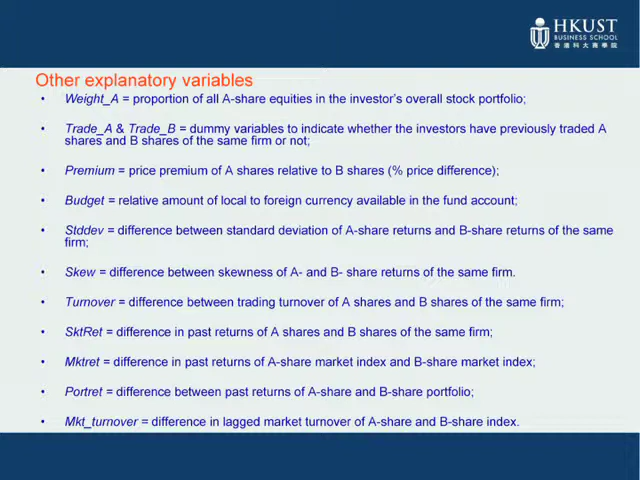 HKUST
BUSINESS SCHOOL
香港科大商學院
Other explanatory variables
• Weight_A = proportion of all A-share equities in the investor's overall stock portfolio;
• Trade_A & Trade_B = dummy variables to indicate whether the investors have previously traded A
shares and B shares of the same firm or not;
• Premium = price premium of A shares relative to B shares (% price difference);
• Budget = relative amount of local to foreign currency available in the fund account;
• Stddev = difference between standard deviation of A-share returns and B-share returns of the same
firm;
• Skew = difference between skewness of A- and B- share returns of the same firm.
• Turnover = difference between trading turnover of A shares and B shares of the same firm;
• SktRet = difference in past returns of A shares and B shares of the same firm;
• Mktret = difference in past returns of A-share market index and B-share market index;
• Portret = difference between past returns of A-share and B-share portfolio;
• Mkt_turnover = difference in lagged market turnover of A-share and B-share index.